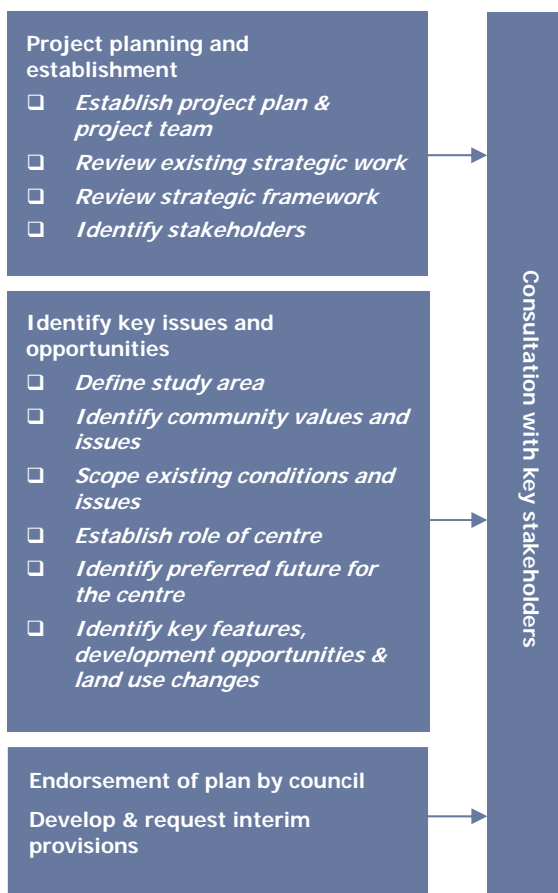 Project planning and
establishment
❑ Establish project plan &
project team
❑ Review existing strategic work
❑ Review strategic framework
❑ Identify stakeholders
Identify key issues and
opportunities
❑ Define study area
❑ Identify community values and
issues
❑ Scope existing conditions and
issues
❑ Establish role of centre
❑ Identify preferred future for
the centre
❑ Identify key features,
development opportunities &
land use changes
Endorsement of plan by council
Develop & request interim
provisions
Consultation with key stakeholders